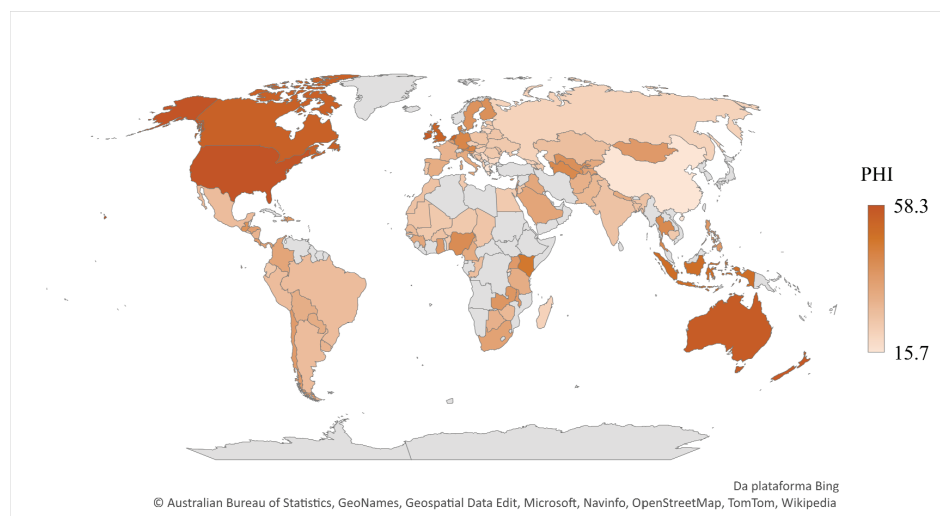 PHI
58.3
15.7
Da plataforma Bing
© Australian Bureau of Statistics, GeoNames, Geospatial Data Edit, Microsoft, Navinfo, OpenStreetMap, TomTom, Wikipedia